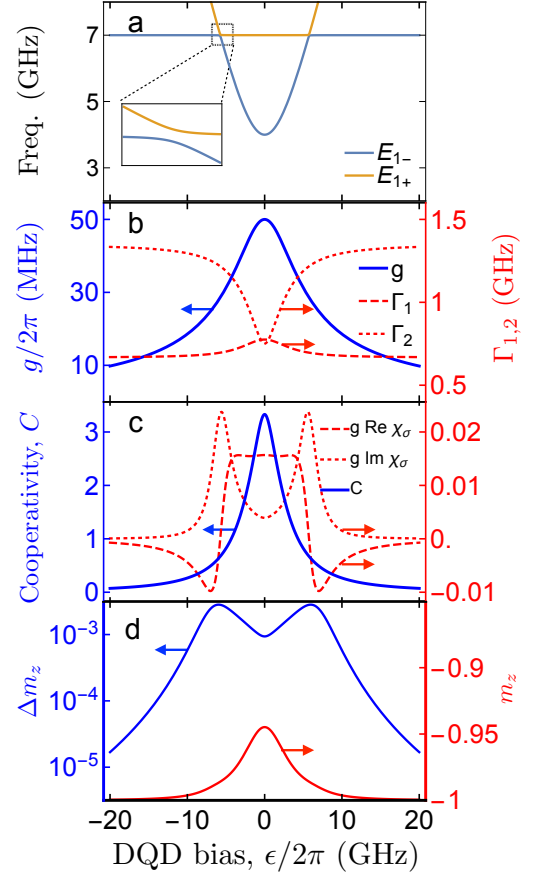 a
Freq. (GHz)
7
5
3
E₁₋
E₁₊
b
g/2π (MHz)
50
30
10
g
Γ₁
Γ₂
1.5
1
0.5
Γ₁,₂ (GHz)
c
Cooperativity, C
3
2
1
0
g Re χσ
g Im χσ
C
0.02
0.01
0
−0.01
d
Δm_z
10⁻³
10⁻⁴
10⁻⁵
−0.9
−0.95
−1
m_z
−20 −10 0 10 20
DQD bias, ϵ/2π (GHz)